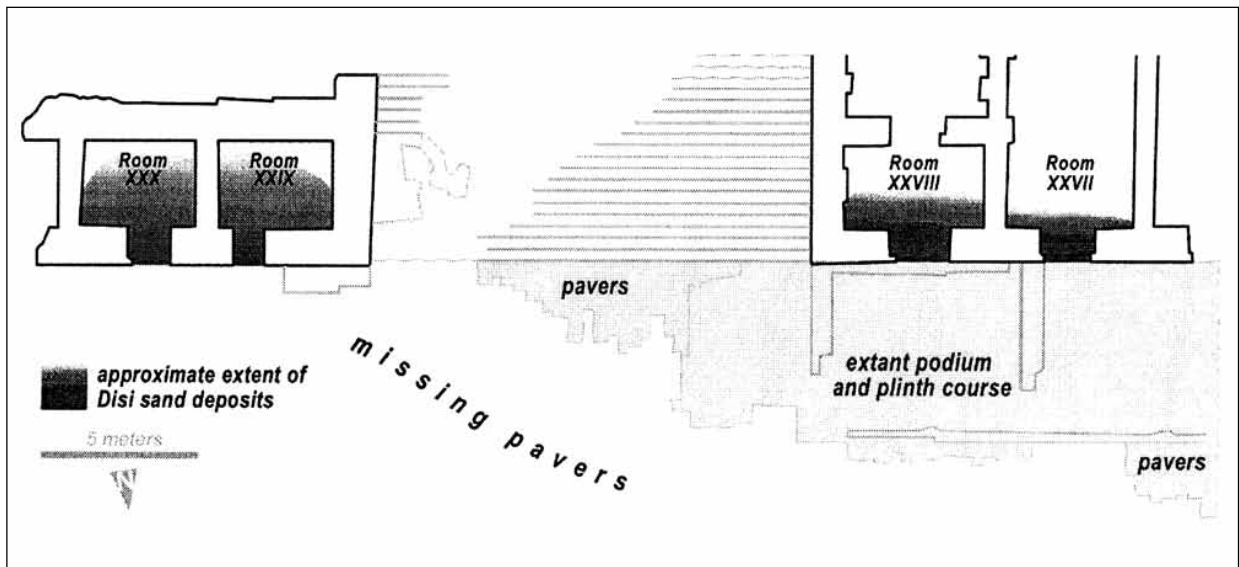 Room
XXX
Room
XXIX
Room
XXVIII
Room
XXVII
pavers
missing pavers
extant podium
and plinth course
approximate extent of
Disi sand deposits
5 meters
N
pavers